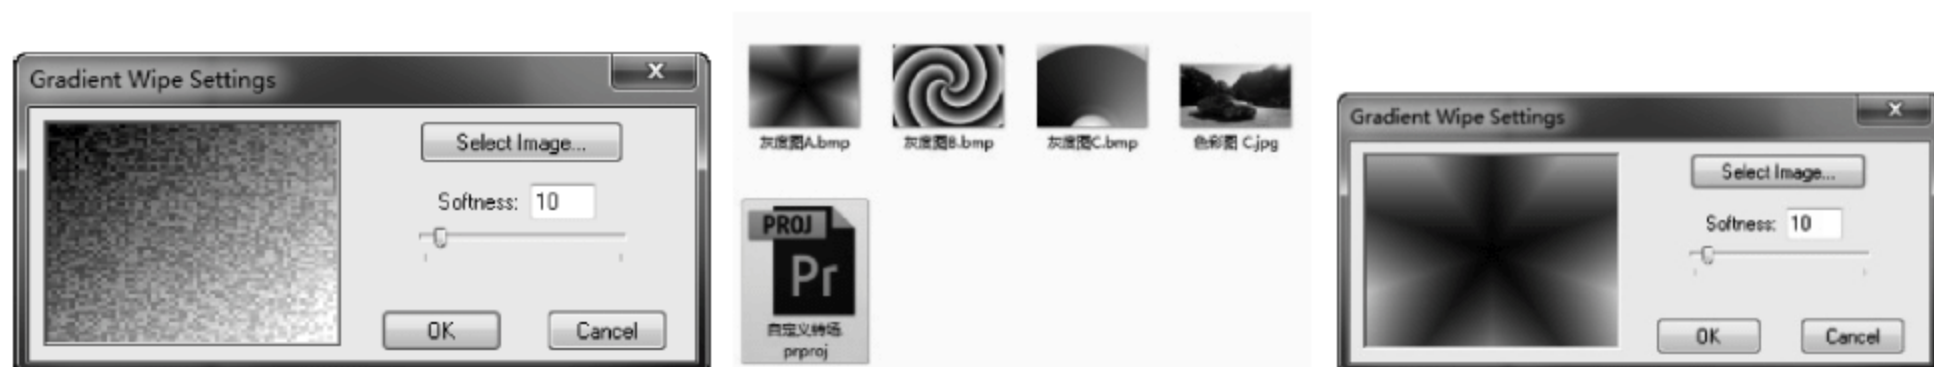 Gradient Wipe Settings
Select Image...
Softness: 10
OK Cancel
灰度图A.bmp 灰度图B.bmp 灰度图C.bmp 色彩图 C.jpg
PROJ
Pr
自定义转场.
prproj
Gradient Wipe Settings
Select Image...
Softness: 10
OK Cancel